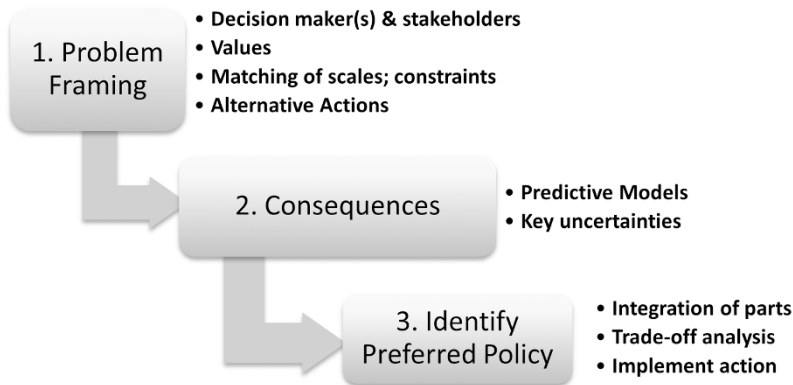 1. Problem
Framing
• Decision maker(s) & stakeholders
• Values
• Matching of scales; constraints
• Alternative Actions
2. Consequences
• Predictive Models
• Key uncertainties
3. Identify
Preferred Policy
• Integration of parts
• Trade-off analysis
• Implement action